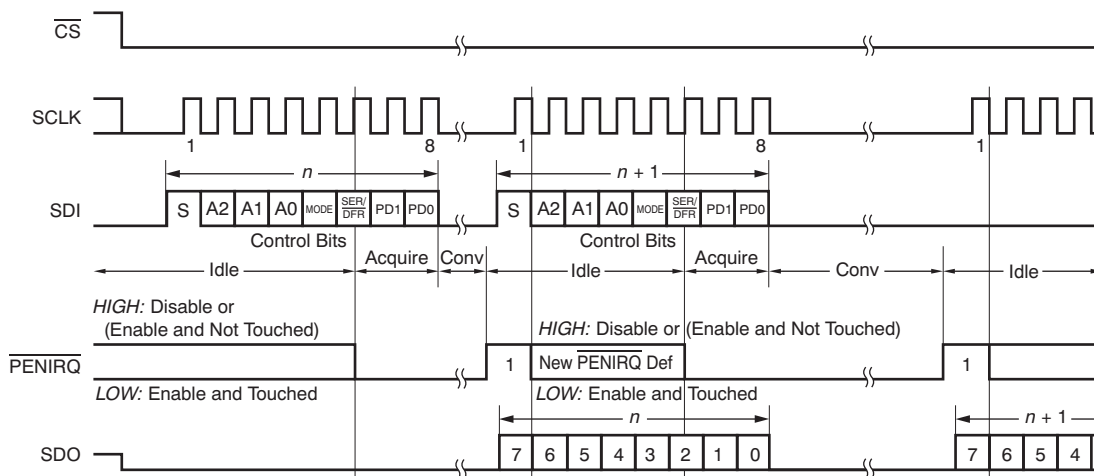 CS
SCLK
1 8 1 8 1
n n + 1
SDI S A2 A1 A0 MODE SER/DFR PD1 PD0 S A2 A1 A0 MODE SER/DFR PD1 PD0
Control Bits Control Bits
Idle Acquire Conv Idle Acquire Conv Idle
HIGH: Disable or
(Enable and Not Touched)
HIGH: Disable or (Enable and Not Touched)
PENIRQ 1 New PENIRQ Def 1
LOW: Enable and Touched LOW: Enable and Touched
n n + 1
SDO 7 6 5 4 3 2 1 0 7 6 5 4